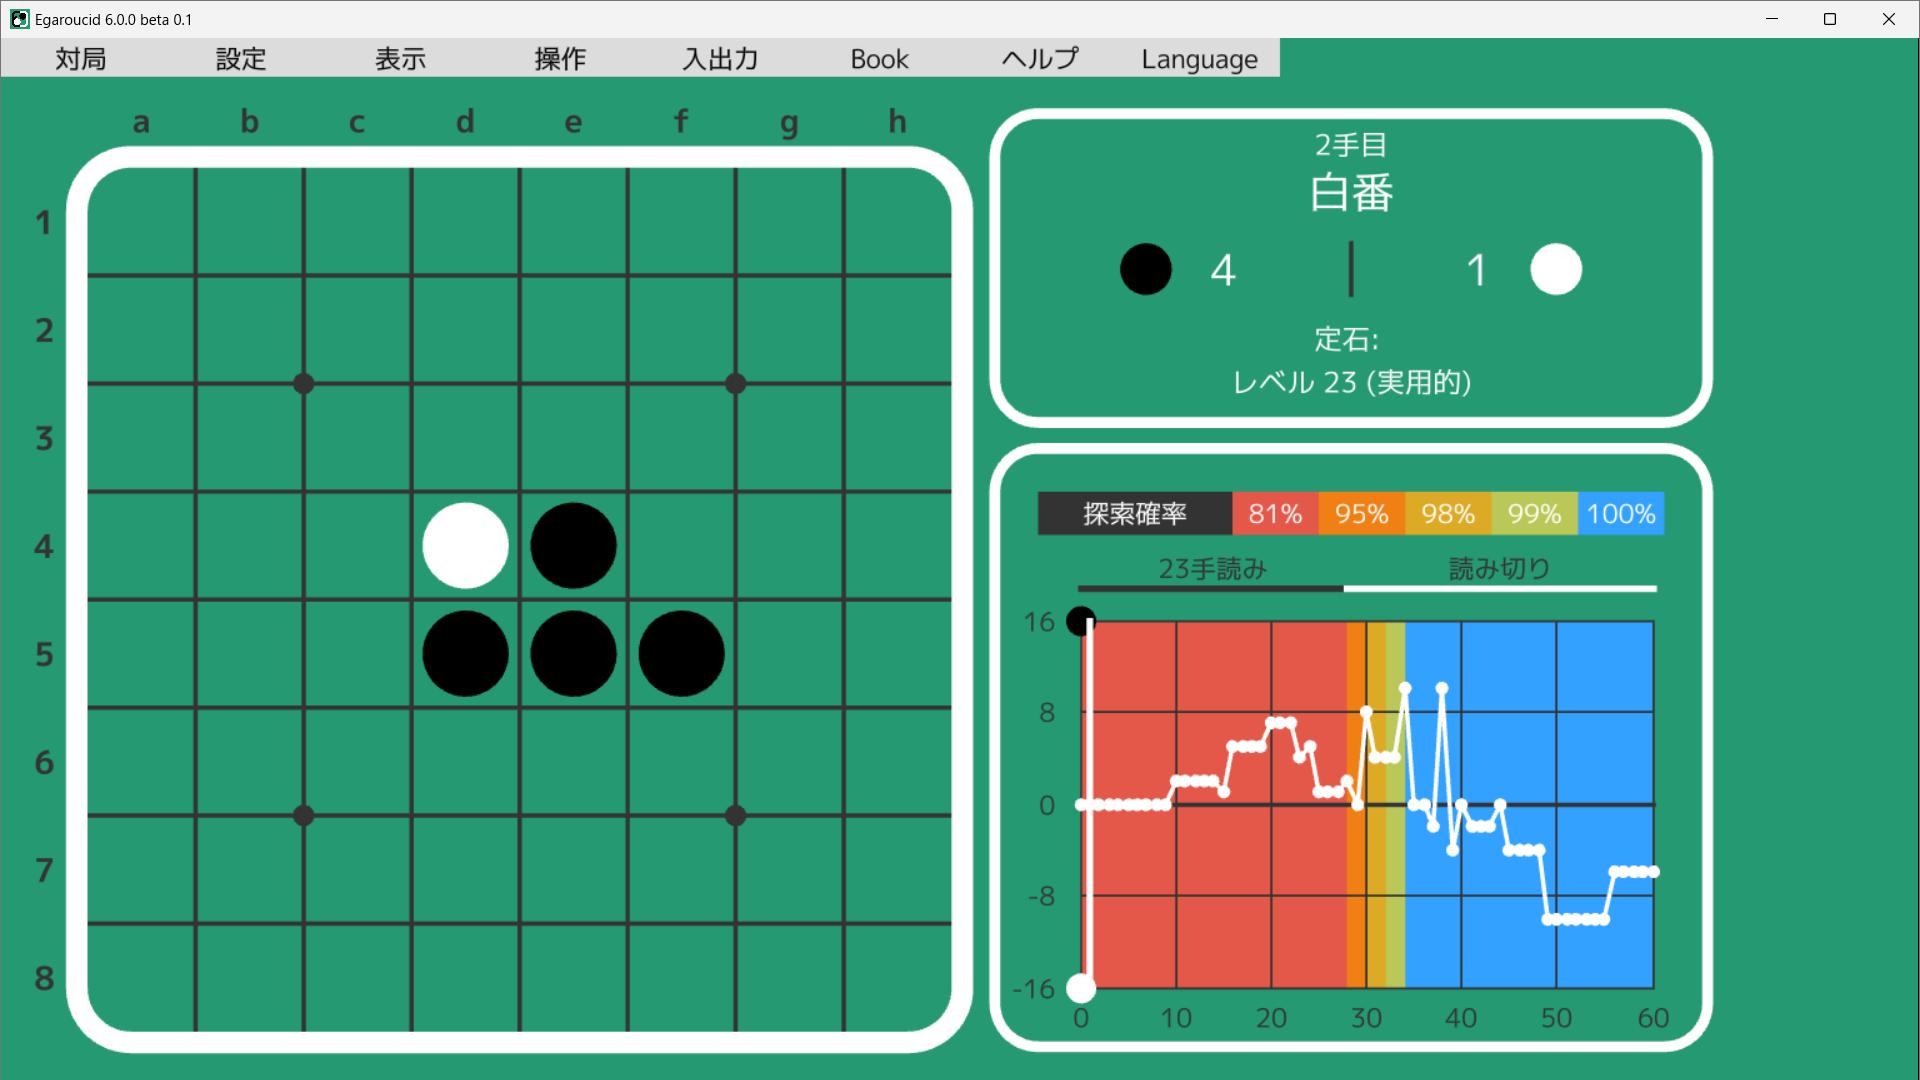 Egaroucid 6.0.0 beta 0.1
対局 設定 表示 操作 入出力 Book ヘルプ Language
a b c d e f g h
1
2
3
4
5
6
7
8
2手目
白番
4 1
定石:
レベル 23 (実用的)
探索確率 81% 95% 98% 99% 100%
23手読み 読み切り
16
8
0
-8
-16
0 10 20 30 40 50 60